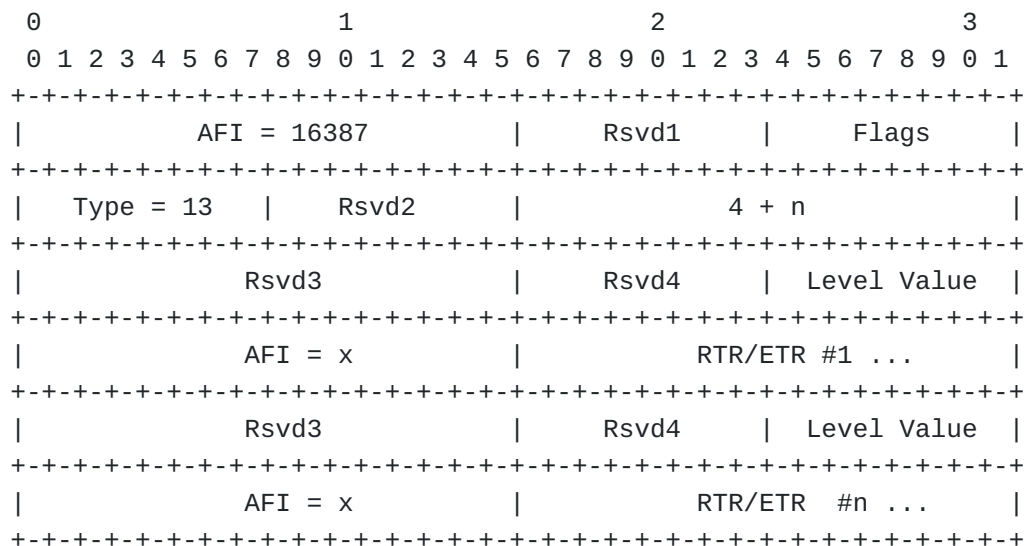 0                   1                   2                   3
 0 1 2 3 4 5 6 7 8 9 0 1 2 3 4 5 6 7 8 9 0 1 2 3 4 5 6 7 8 9 0 1
+-+-+-+-+-+-+-+-+-+-+-+-+-+-+-+-+-+-+-+-+-+-+-+-+-+-+-+-+-+-+-+-+
|           AFI = 16387         |     Rsvd1     |     Flags     |
+-+-+-+-+-+-+-+-+-+-+-+-+-+-+-+-+-+-+-+-+-+-+-+-+-+-+-+-+-+-+-+-+
|   Type = 13   |    Rsvd2      |             4 + n             |
+-+-+-+-+-+-+-+-+-+-+-+-+-+-+-+-+-+-+-+-+-+-+-+-+-+-+-+-+-+-+-+-+
|              Rsvd3            |     Rsvd4     |  Level Value  |
+-+-+-+-+-+-+-+-+-+-+-+-+-+-+-+-+-+-+-+-+-+-+-+-+-+-+-+-+-+-+-+-+
|              AFI = x          |           RTR/ETR #1 ...      |
+-+-+-+-+-+-+-+-+-+-+-+-+-+-+-+-+-+-+-+-+-+-+-+-+-+-+-+-+-+-+-+-+
|              Rsvd3            |     Rsvd4     |  Level Value  |
+-+-+-+-+-+-+-+-+-+-+-+-+-+-+-+-+-+-+-+-+-+-+-+-+-+-+-+-+-+-+-+-+
|              AFI = x          |           RTR/ETR  #n ...     |
+-+-+-+-+-+-+-+-+-+-+-+-+-+-+-+-+-+-+-+-+-+-+-+-+-+-+-+-+-+-+-+-+